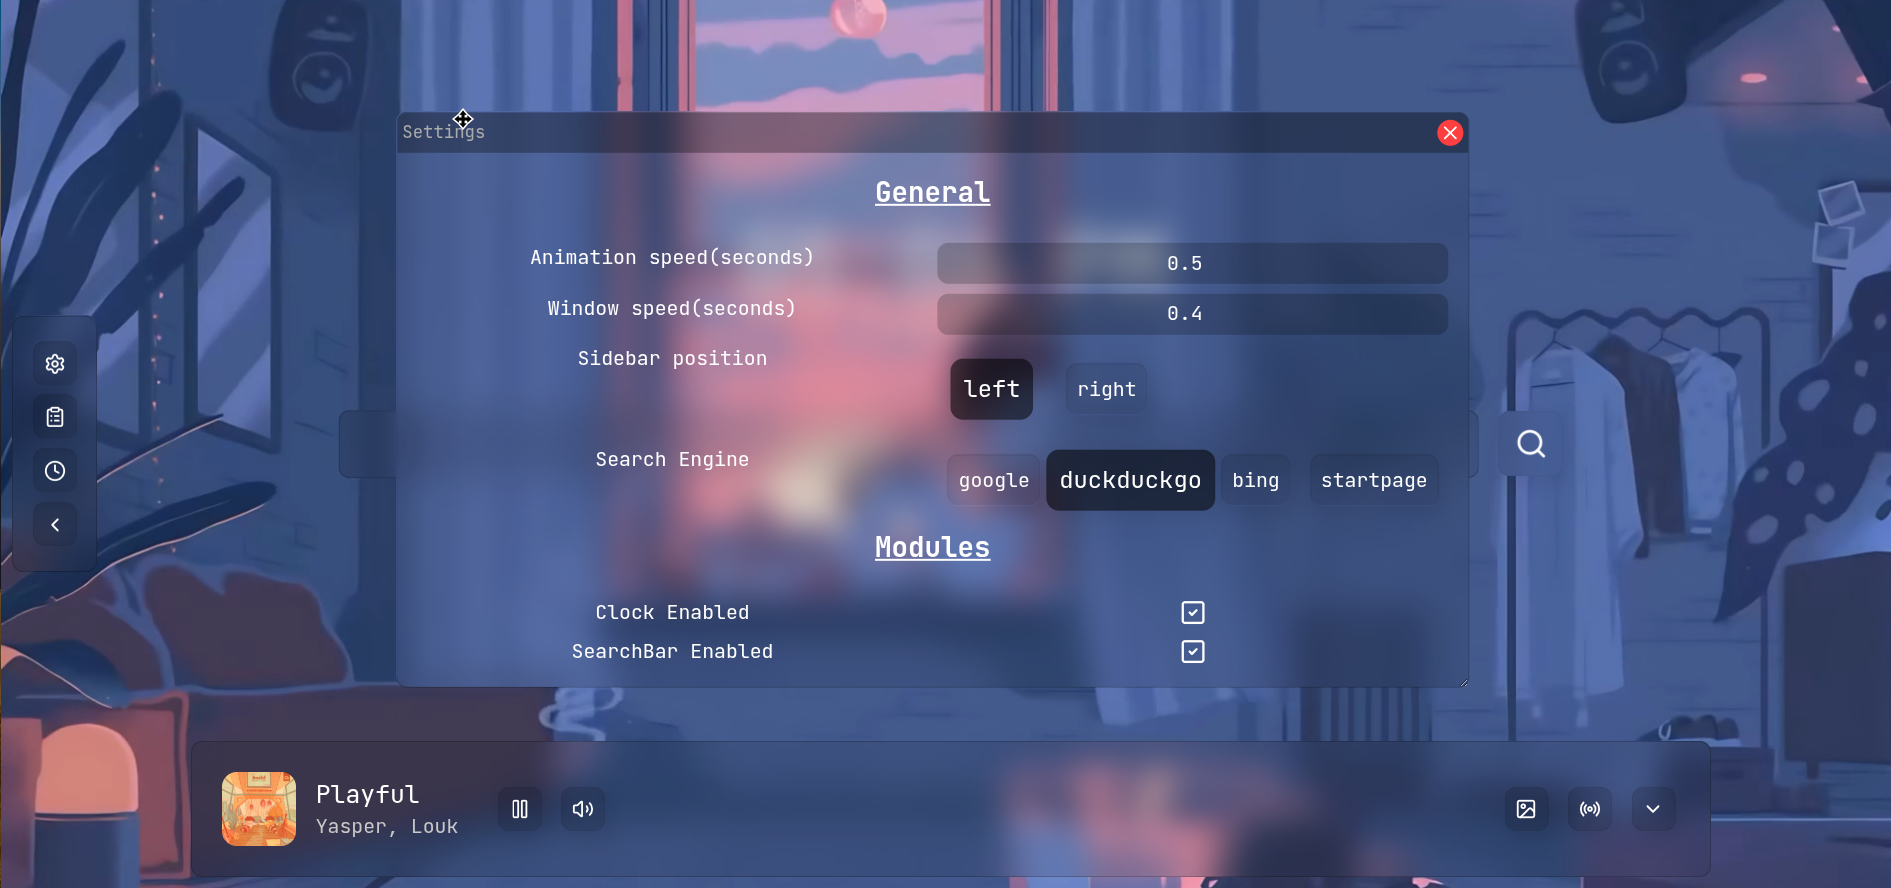 Settings
General
Animation speed(seconds) 0.5
Window speed(seconds) 0.4
Sidebar position
left right
Search Engine
google duckduckgo bing startpage
Modules
Clock Enabled
SearchBar Enabled
Playful
Yasper, Louk